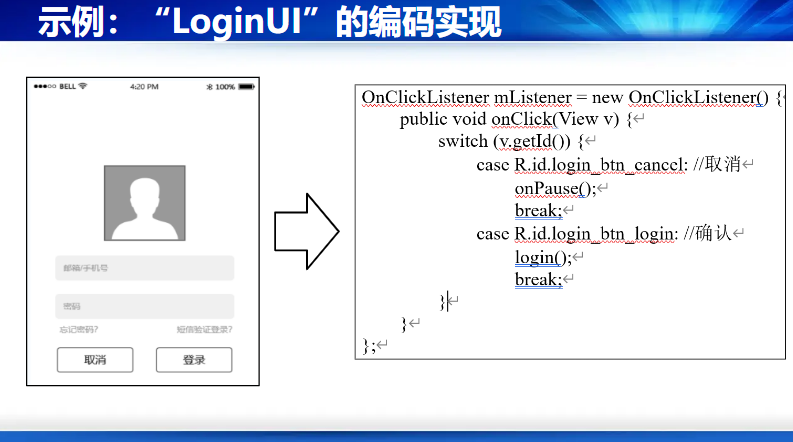 示例：“LoginUI”的编码实现
●●●○○ BELL
4:20 PM
100%
邮箱/手机号
密码
忘记密码?
短信验证登录?
取消
登录
OnClickListener mListener = new OnClickListener() {
public void onClick(View v) {
switch (v.getId()) {
case R.id.login_btn_cancel: //取消
onPause();
break;
case R.id.login_btn_login: //确认
login();
break;
}
}
};